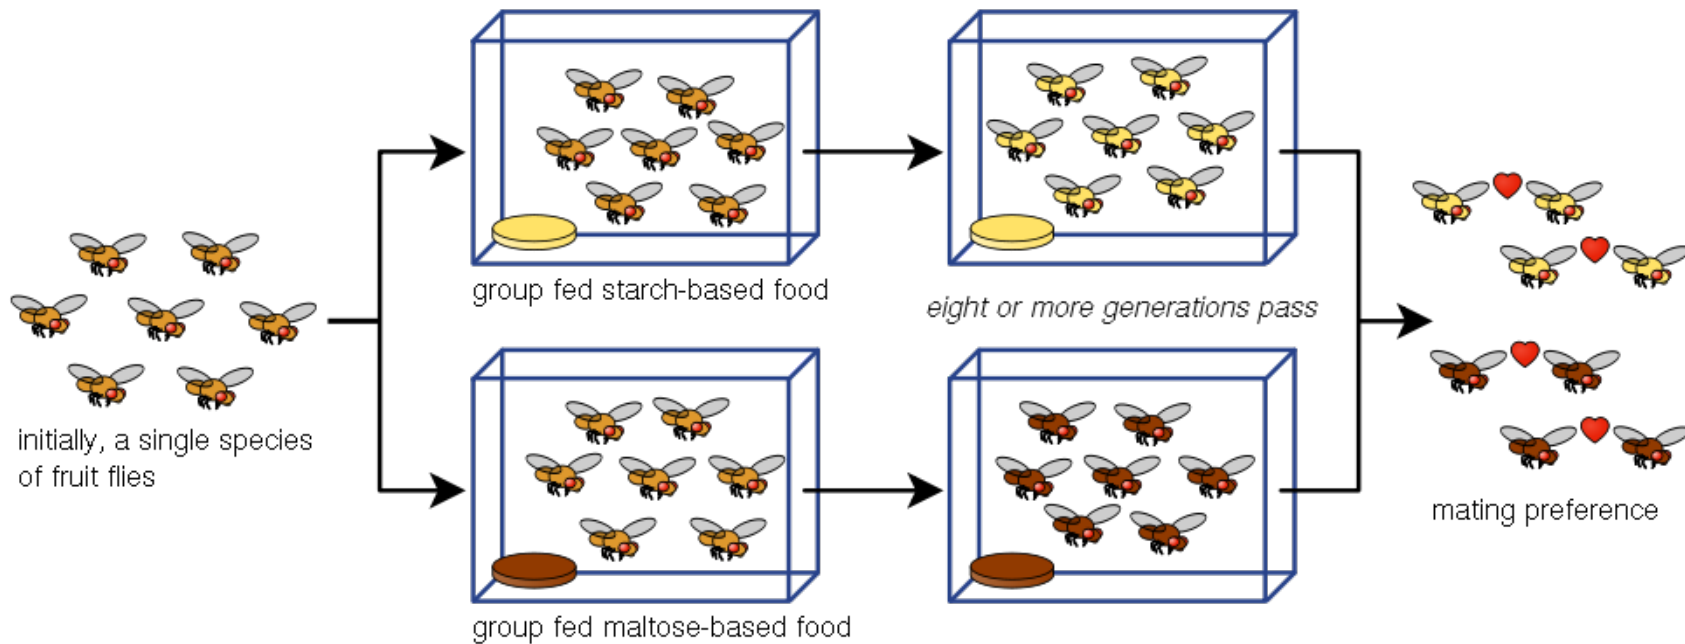 initially, a single species
of fruit flies
group fed starch-based food
group fed maltose-based food
eight or more generations pass
mating preference